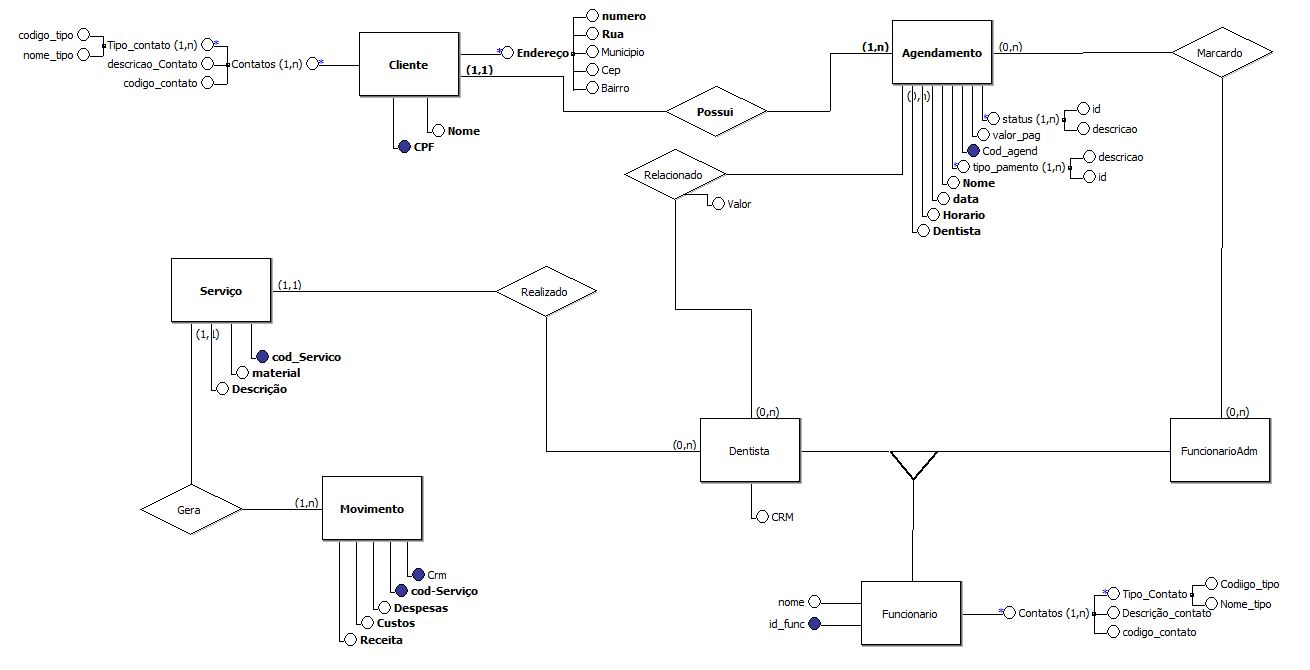 codigo_tipo
nome_tipo
Tipo_contato (1,n)
*
descricao_Contato
codigo_contato
Contatos (1,n)
*
Cliente
(1,1)
Nome
CPF
*
Endereço
numero
Rua
Municipio
Cep
Bairro
Possui
(1,n)
Agendamento
(0,n)
Marcardo
(0,n)
*
status (1,n)
id
descricao
valor_pag
Cod_agend
*
tipo_pamento (1,n)
descricao
id
Nome
data
Horario
Dentista
Relacionado
Valor
Serviço
(1,1)
Realizado
(1,1)
cod_Servico
material
Descrição
(0,n)
(0,n)
Dentista
CRM
(0,n)
FuncionarioAdm
Gera
(1,n)
Movimento
Crm
cod-Serviço
Despesas
Custos
Receita
nome
id_func
Funcionario
*
Contatos (1,n)
*
Tipo_Contato
Codiigo_tipo
Nome_tipo
Descrição_contato
codigo_contato